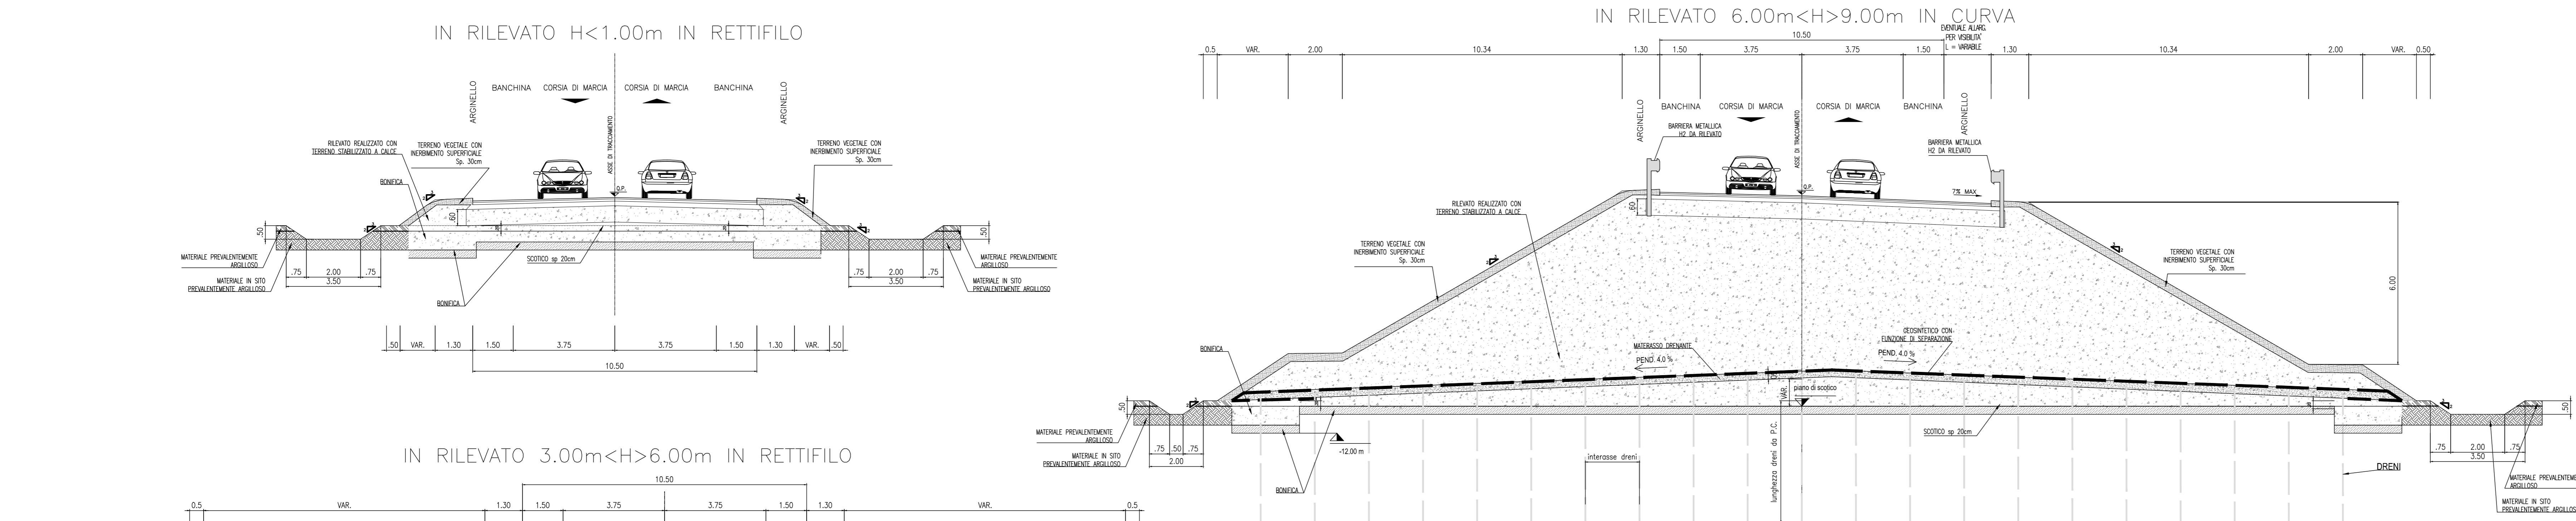 IN RILEVATO H<1.00m IN RETTIFILO
ARGINELLO
BANCHINA
CORSIA DI MARCIA
CORSIA DI MARCIA
BANCHINA
ARGINELLO
ASSE DI TRACCIAMENTO
RILEVATO REALIZZATO CON
TERRENO STABILIZZATO A CALCE
TERRENO VEGETALE CON
INERBIMENTO SUPERFICIALE
Sp. 30cm
TERRENO VEGETALE CON
INERBIMENTO SUPERFICIALE
Sp. 30cm
BONIFICA
Q.P.
.60
.50
.50
MATERIALE PREVALENTEMENTE
ARGILLOSO
MATERIALE IN SITO
PREVALENTEMENTE ARGILLOSO
.75 2.00 .75
3.50
SCOTICO sp 20cm
BONIFICA
.75 2.00 .75
3.50
MATERIALE PREVALENTEMENTE
ARGILLOSO
MATERIALE IN SITO
PREVALENTEMENTE ARGILLOSO
.50 VAR. 1.30 1.50 3.75 3.75 1.50 1.30 VAR. .50
10.50
IN RILEVATO 3.00m<H>6.00m IN RETTIFILO
10.50
0.5 VAR. 1.30 1.50 3.75 3.75 1.50 1.30 VAR. 0.5
IN RILEVATO 6.00m<H>9.00m IN CURVA
EVENTUALE ALLARG.
PER VISIBILITA'
L = VARIABILE
10.50
0.5 VAR. 2.00 10.34 1.30 1.50 3.75 3.75 1.50 1.30 10.34 2.00 VAR. 0.50
ARGINELLO
BANCHINA
CORSIA DI MARCIA
CORSIA DI MARCIA
BANCHINA
ARGINELLO
ASSE DI TRACCIAMENTO
BARRIERA METALLICA
H2 DA RILEVATO
BARRIERA METALLICA
H2 DA RILEVATO
Q.P.
7% MAX
.60
RILEVATO REALIZZATO CON
TERRENO STABILIZZATO A CALCE
TERRENO VEGETALE CON
INERBIMENTO SUPERFICIALE
Sp. 30cm
TERRENO VEGETALE CON
INERBIMENTO SUPERFICIALE
Sp. 30cm
6.00
BONIFICA
MATERASSO DRENANTE
PEND. 4.0 %
GEOSINTETICO CON
FUNZIONE DI SEPARAZIONE
PEND. 4.0 %
VAR.
piano di scotico
.50
.50
MATERIALE PREVALENTEMENTE
ARGILLOSO
MATERIALE IN SITO
PREVALENTEMENTE ARGILLOSO
.75 .50 .75
2.00
-12.00 m
BONIFICA
interasse dreni
lunghezza dreni da P.C.
SCOTICO sp 20cm
DRENI
.75 2.00 .75
3.50
MATERIALE PREVALENTEME
ARGILLOSO
MATERIALE IN SITO
PREVALENTEMENTE ARGILLOS